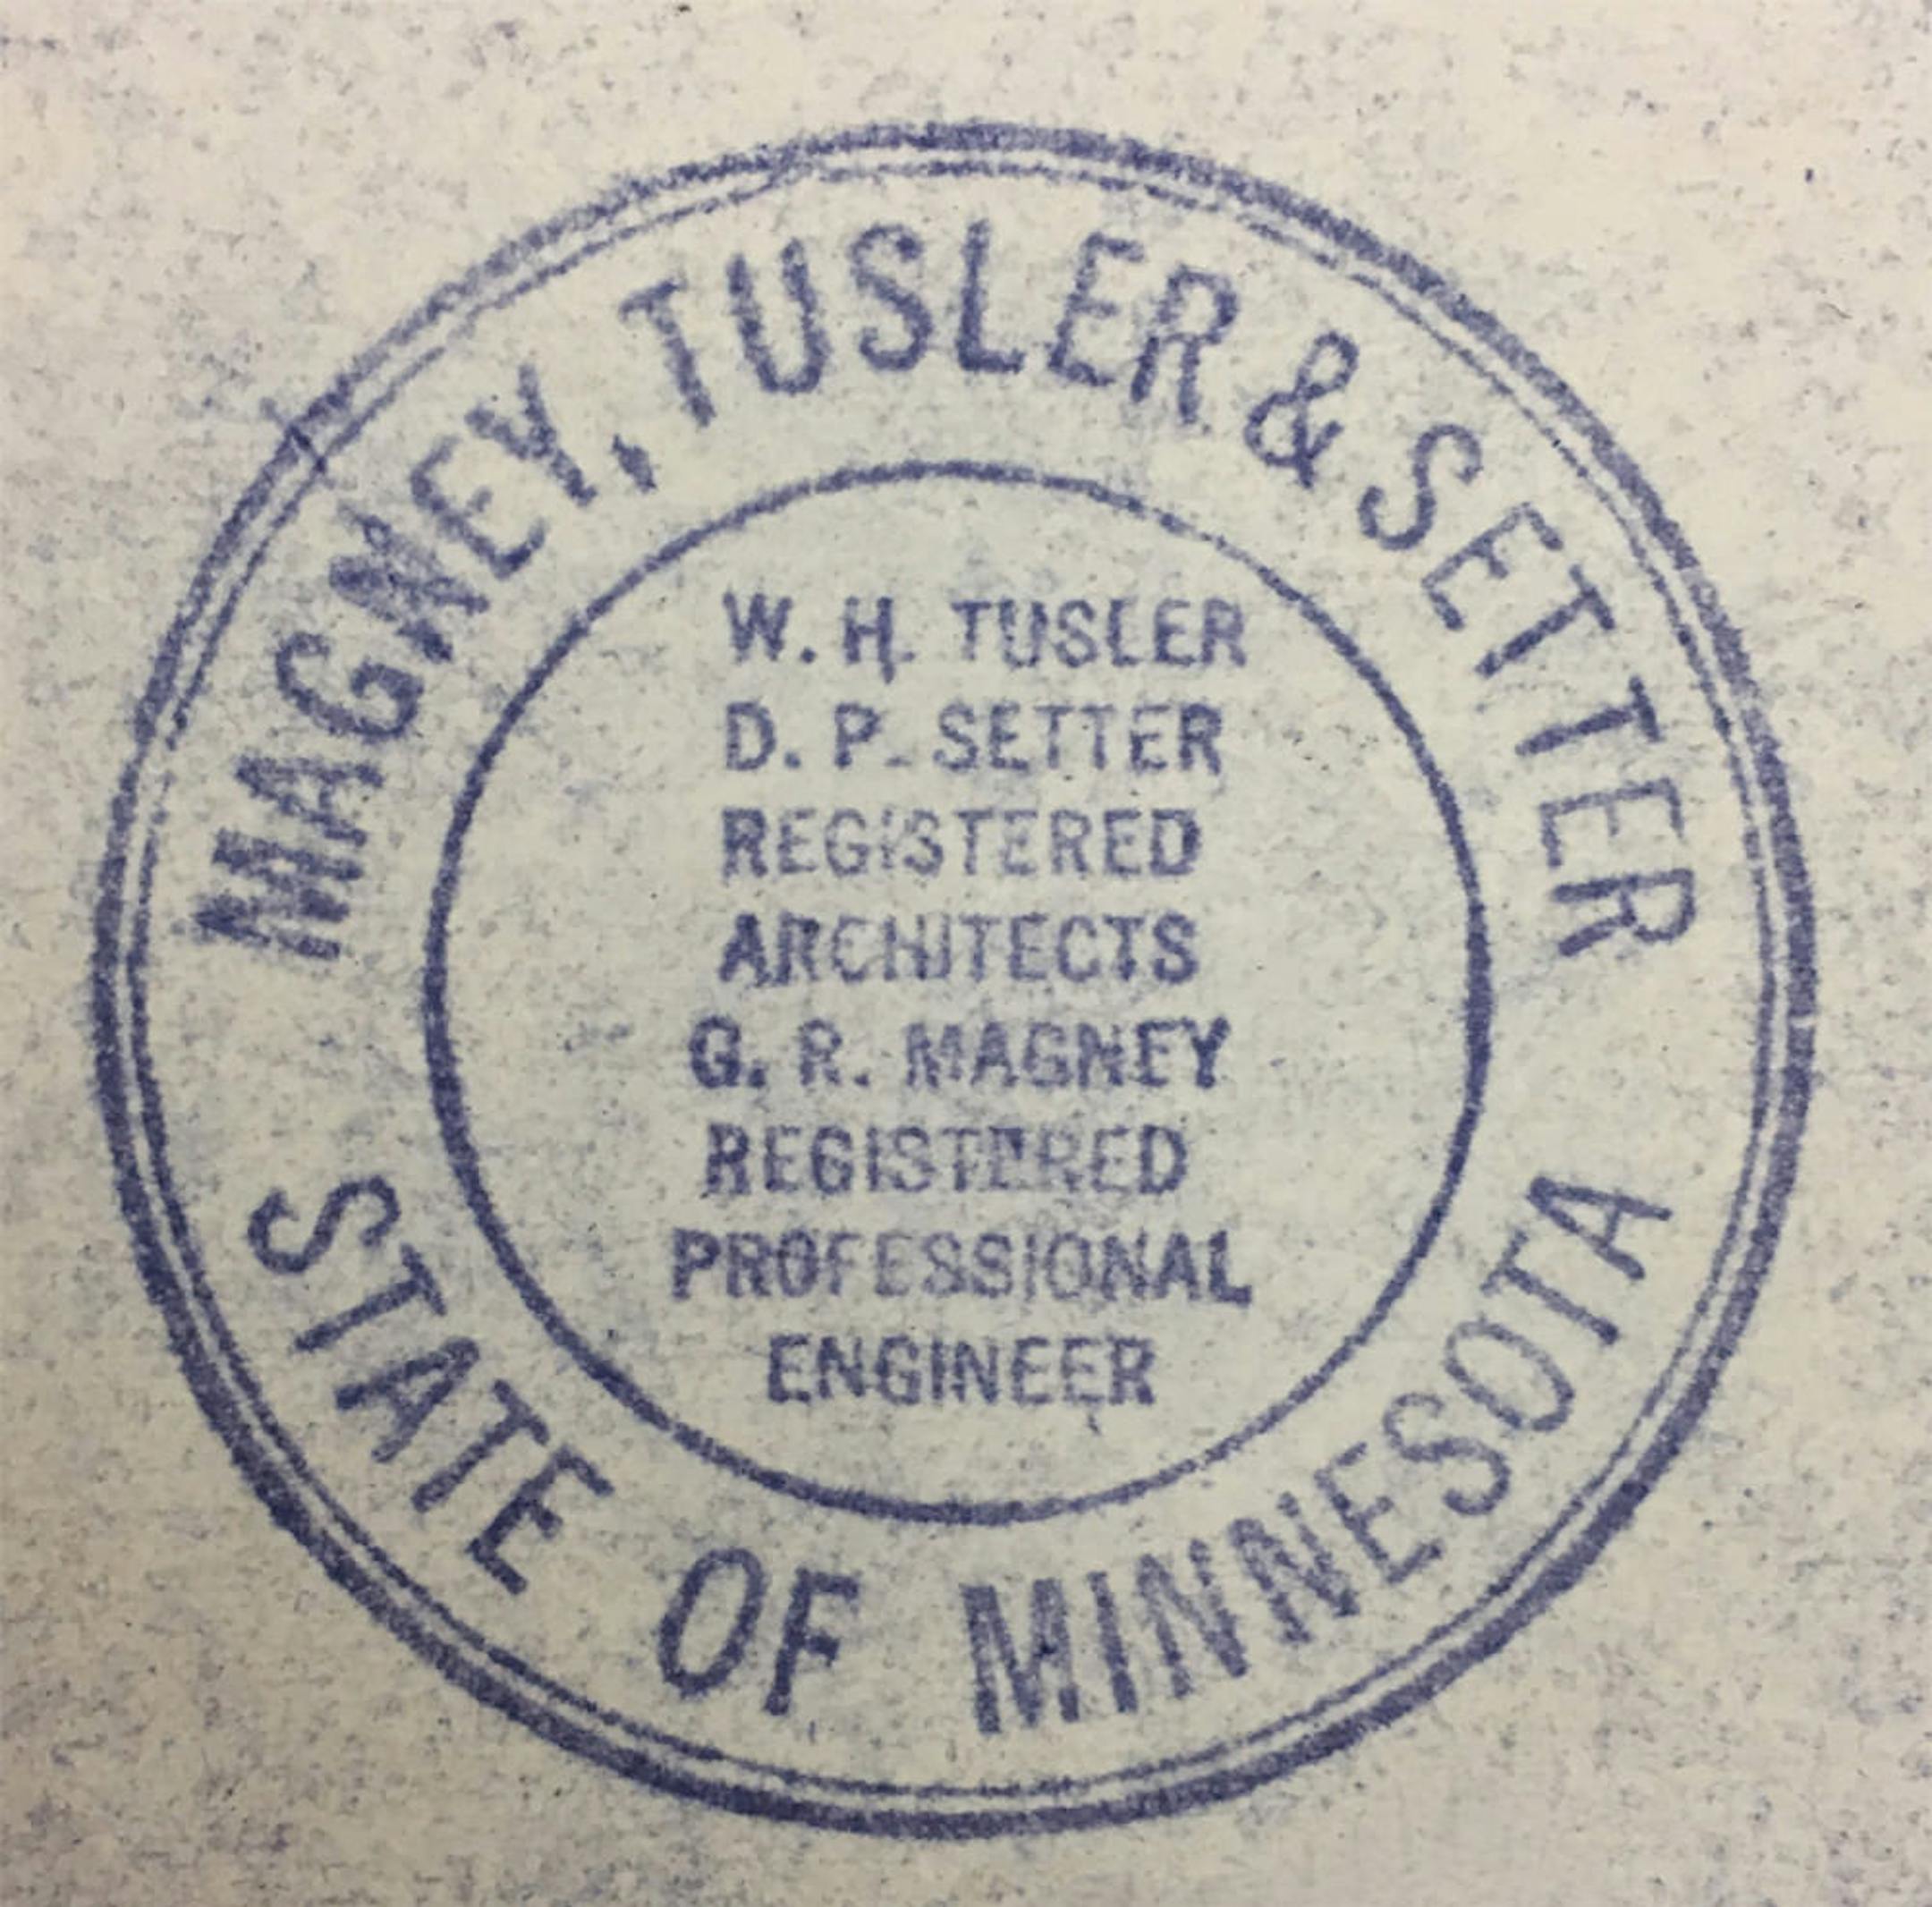 MAGNEY, TUSLER & SETTER
W. H. TUSLER
D. P. SETTER
REGISTERED
ARCHITECTS
G. R. MAGNEY
REGISTERED
PROFESSIONAL
ENGINEER
STATE OF MINNESOTA